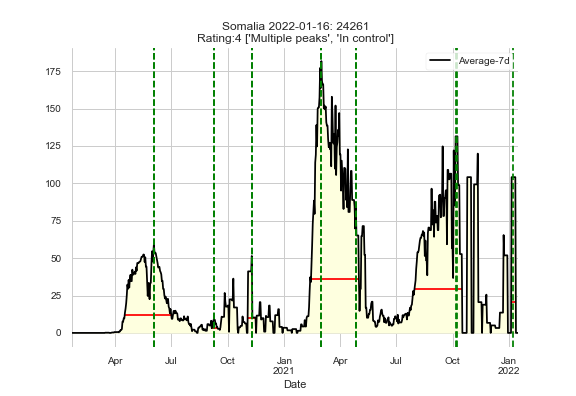 Somalia 2022-01-16: 24261
Rating:4 ['Multiple peaks', 'In control']
Average-7d
175
150
125
100
75
50
25
0
Apr Jul Oct Jan Apr Jul Oct Jan
2021 2022
Date